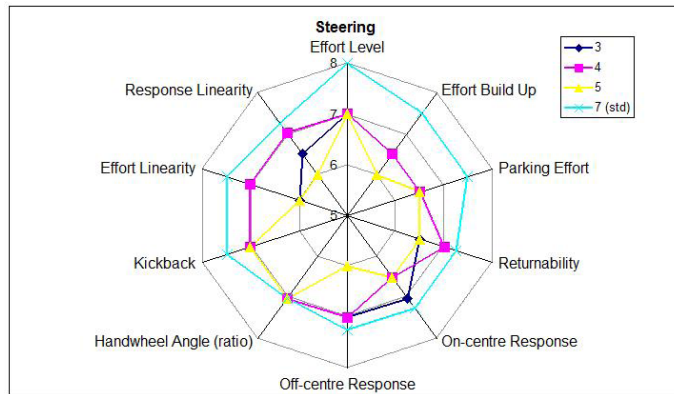 Steering
Effort Level
8
3
4
5
7 (std)
Response Linearity
Effort Build Up
7
Effort Linearity
6
Parking Effort
5
Kickback
Returnability
Handwheel Angle (ratio)
On-centre Response
Off-centre Response